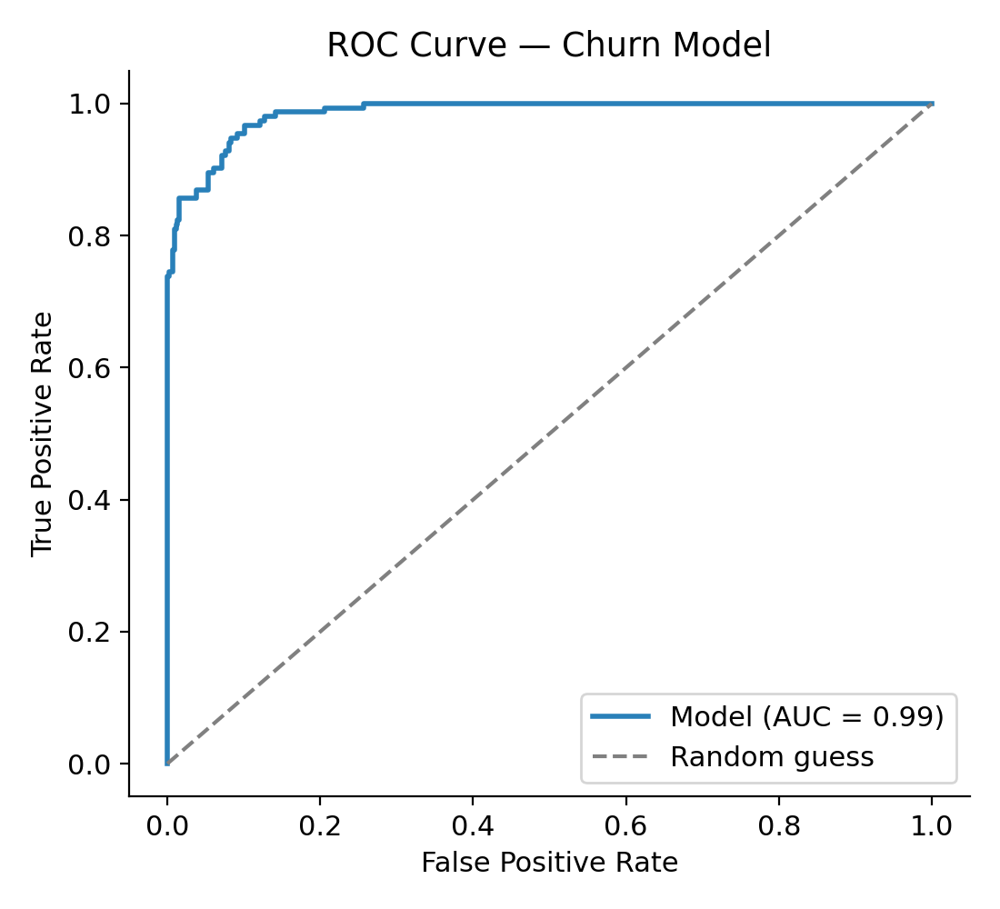 ROC Curve — Churn Model
True Positive Rate
1.0
0.8
0.6
0.4
0.2
0.0
Model (AUC = 0.99)
Random guess
0.0 0.2 0.4 0.6 0.8 1.0
False Positive Rate